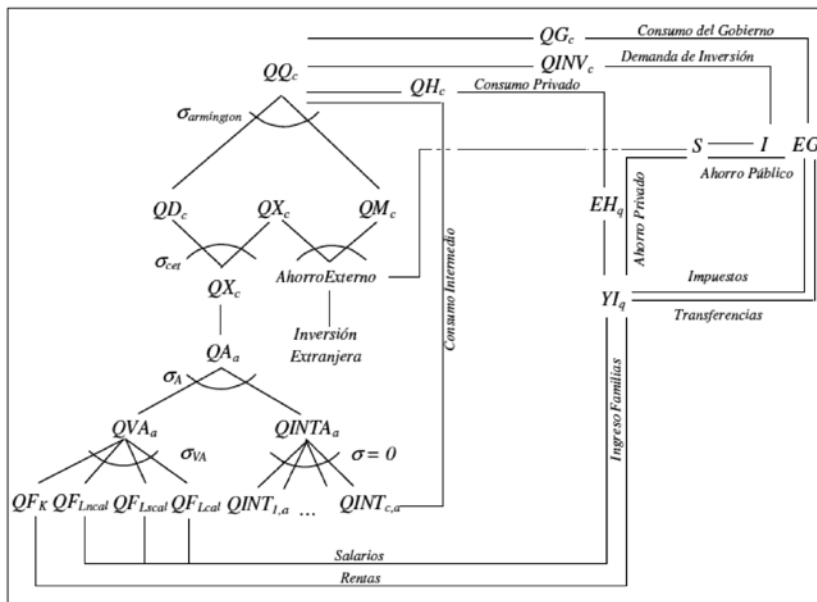 QG_c Consumo del Gobierno
QINV_c Demanda de Inversión
QQ_c
QH_c Consumo Privado
σ_armington
S I EG
Ahorro Público
QD_c QX_c QM_c
EH_q
Ahorro Privado
σ_cet
AhorroExterno
Consumo Intermedio
QX_c
Impuestos
YI_q
Transferencias
Inversión
Extranjera
QA_a
σ_A
QVA_a QINTA_a
σ_VA σ = 0
Ingreso Familias
QF_K QF_Lncal QF_Lscal QF_Lcal QINT_1,a ... QINT_c,a
Salarios
Rentas